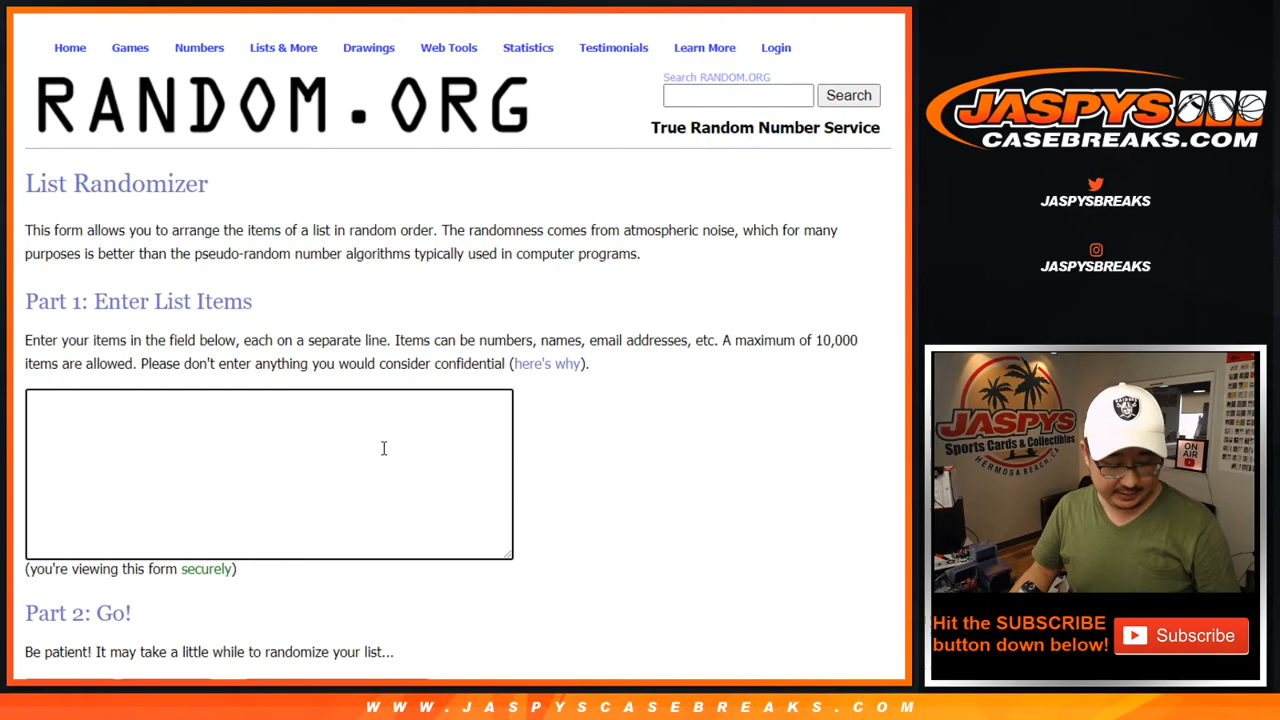 Home Games Numbers Lists & More Drawings Web Tools Statistics Testimonials Learn More Login
RANDOM.ORG
Search RANDOM.ORG
Search
True Random Number Service
List Randomizer
This form allows you to arrange the items of a list in random order. The randomness comes from atmospheric noise, which for many
purposes is better than the pseudo-random number algorithms typically used in computer programs.
Part 1: Enter List Items
Enter your items in the field below, each on a separate line. Items can be numbers, names, email addresses, etc. A maximum of 10,000
items are allowed. Please don't enter anything you would consider confidential (here's why).
(you're viewing this form securely)
Part 2: Go!
Be patient! It may take a little while to randomize your list...
JASPYS
CASEBREAKS.COM
JASPYSBREAKS
JASPYSBREAKS
JASPYS
Sports Cards & Collectibles
HERMOSA BEACH, CA
RAIDERS
ON
AIR
Hit the SUBSCRIBE
button down below!
Subscribe
WWW.JASPYSCASEBREAKS.COM